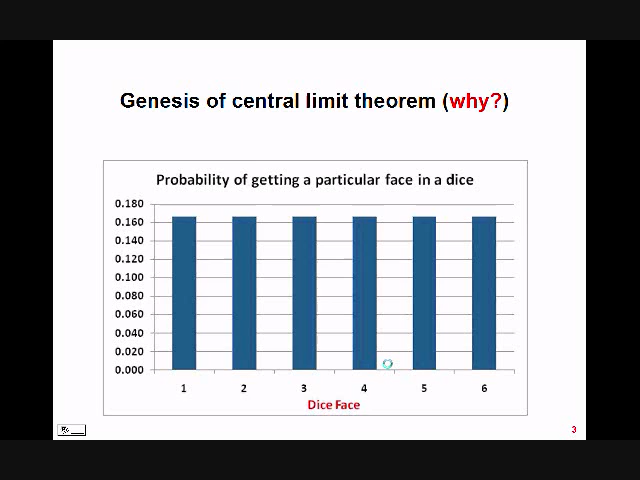 Genesis of central limit theorem (why?)
Probability of getting a particular face in a dice
0.180
0.160
0.140
0.120
0.100
0.080
0.060
0.040
0.020
0.000
1 2 3 4 5 6
Dice Face
3